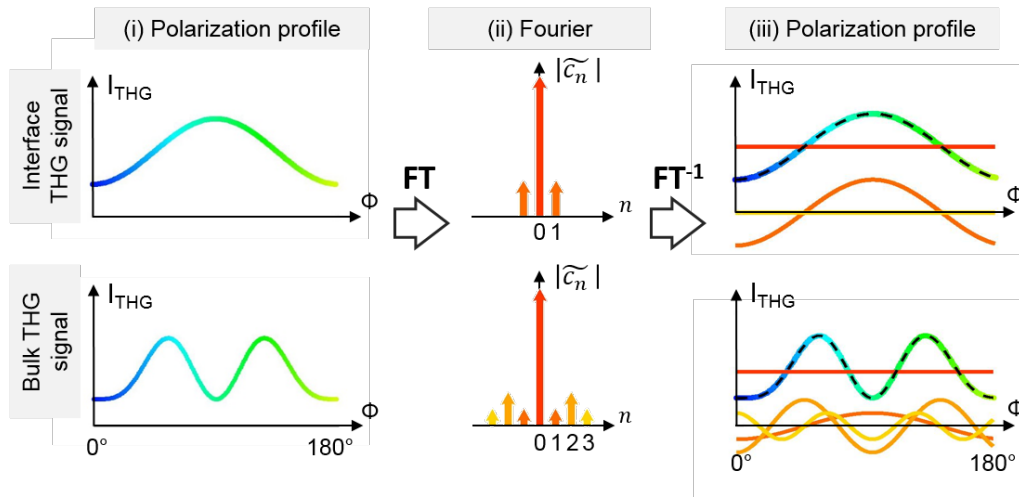 (i) Polarization profile
(ii) Fourier
(iii) Polarization profile
Interface
THG signal
I_THG
Φ
FT
|c̃_n|
n
0 1
FT⁻¹
I_THG
Φ
Bulk THG
signal
I_THG
Φ
0° 180°
|c̃_n|
n
0 1 2 3
I_THG
Φ
0° 180°